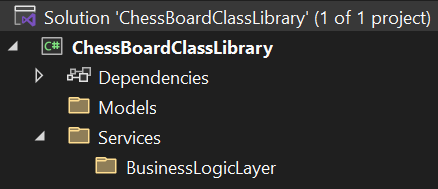 Solution 'ChessBoardClassLibrary' (1 of 1 project)
C# ChessBoardClassLibrary
Dependencies
Models
Services
BusinessLogicLayer